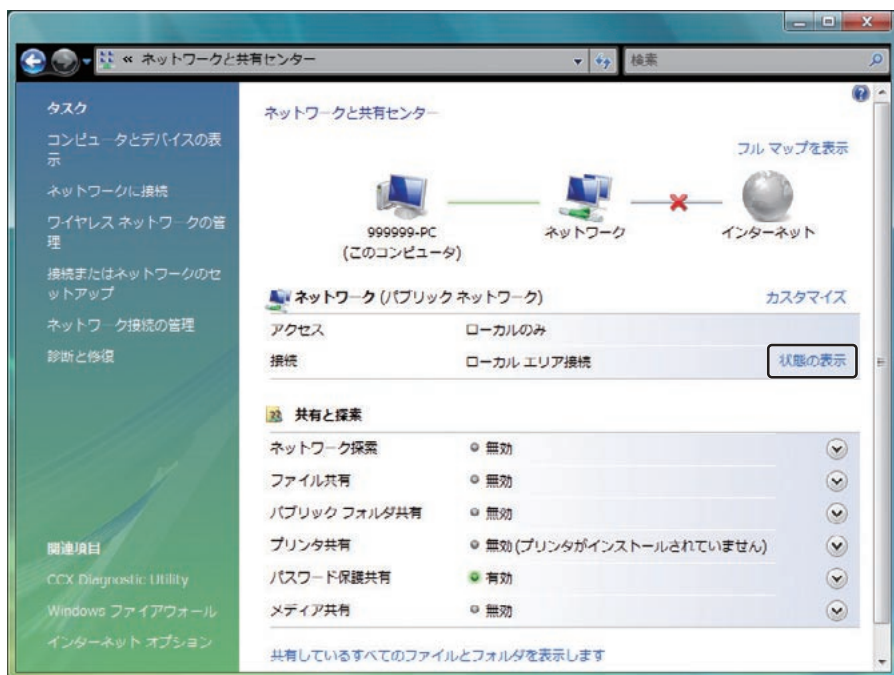 « ネットワークと共有センター
検索
タスク
コンピュータとデバイスの表
示
ネットワークに接続
ワイヤレス ネットワークの管
理
接続またはネットワークのセ
ットアップ
ネットワーク接続の管理
診断と修復
関連項目
CCX Diagnostic Utility
Windows ファイアウォール
インターネット オプション
ネットワークと共有センター
フル マップを表示
999999-PC
(このコンピュータ)
ネットワーク
インターネット
ネットワーク (パブリック ネットワーク)
カスタマイズ
アクセス ローカルのみ
接続 ローカル エリア接続 状態の表示
共有と探索
ネットワーク探索 無効
ファイル共有 無効
パブリック フォルダ共有 無効
プリンタ共有 無効 (プリンタがインストールされていません)
パスワード保護共有 有効
メディア共有 無効
共有しているすべてのファイルとフォルダを表示します